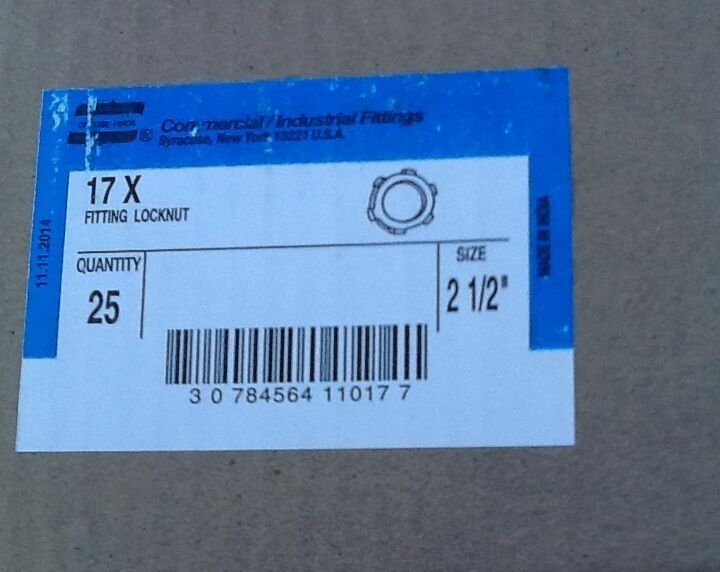 ®
Commercial / Industrial Fittings
Syracuse, New York 13221 U.S.A.
17 X
FITTING LOCKNUT
11.11.2014
MADE IN INDIA
QUANTITY
25
SIZE
2 1/2"
3 0 784564 11017 7